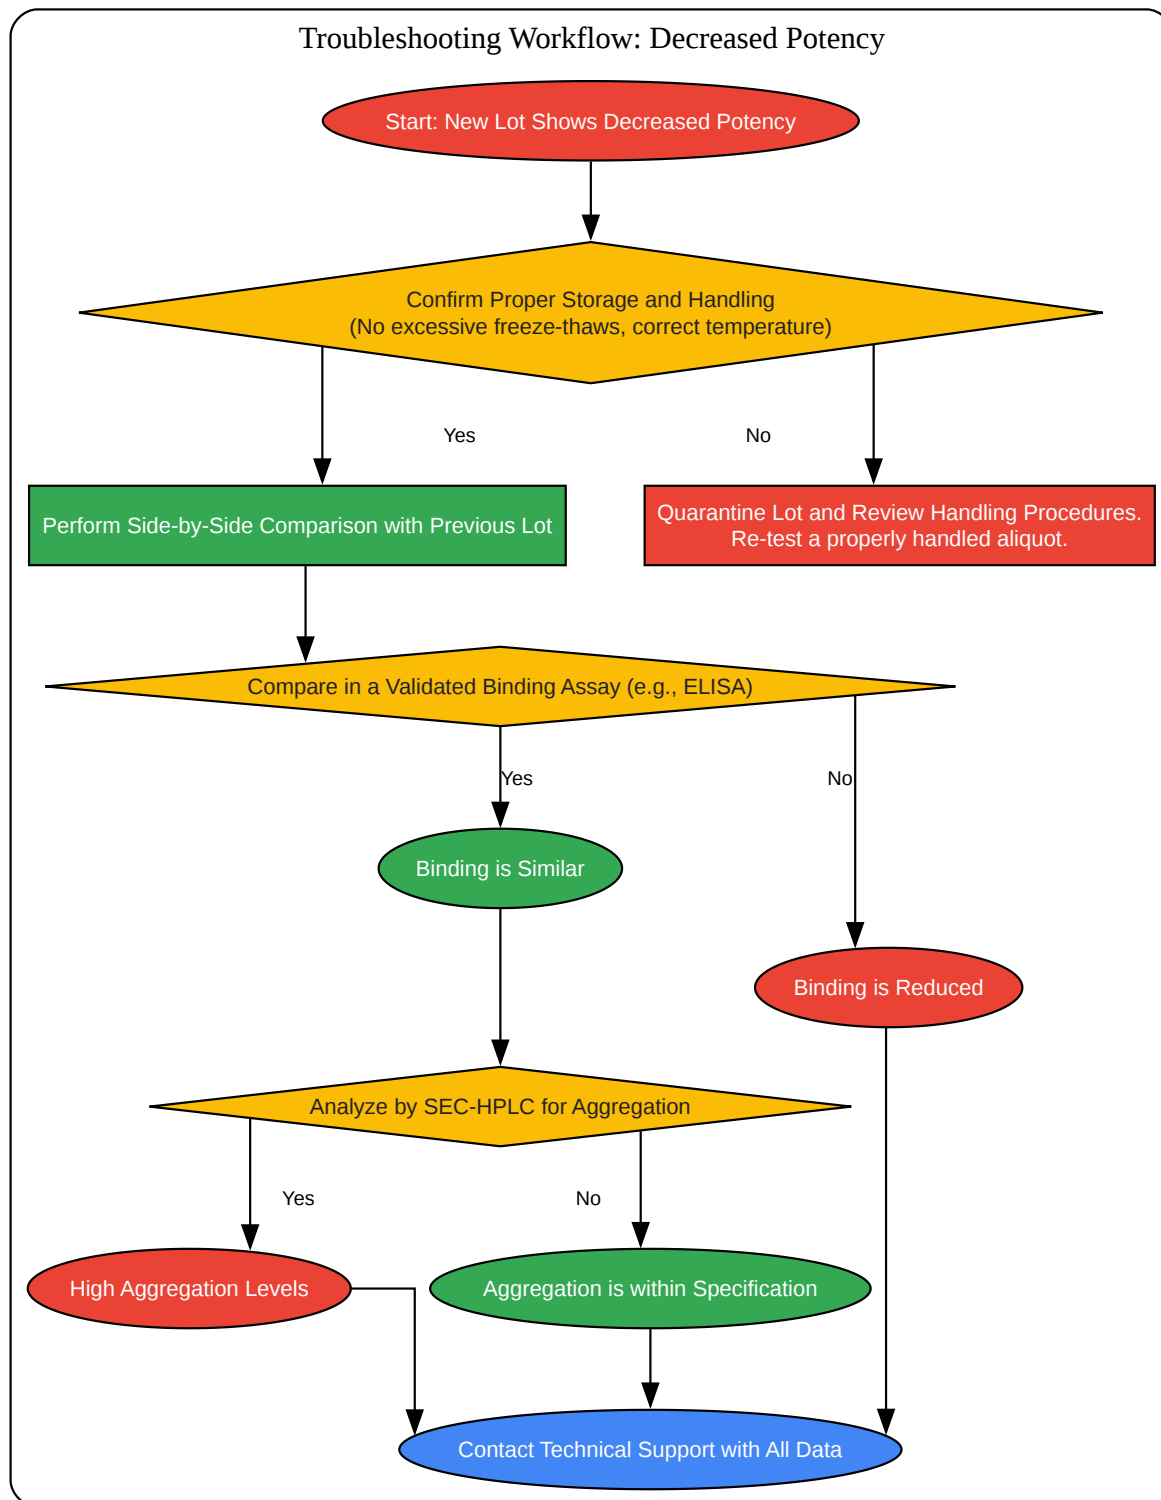 Troubleshooting Workflow: Decreased Potency
Start: New Lot Shows Decreased Potency
Confirm Proper Storage and Handling
(No excessive freeze-thaws, correct temperature)
Yes
No
Perform Side-by-Side Comparison with Previous Lot
Quarantine Lot and Review Handling Procedures.
Re-test a properly handled aliquot.
Compare in a Validated Binding Assay (e.g., ELISA)
Yes
No
Binding is Similar
Binding is Reduced
Analyze by SEC-HPLC for Aggregation
Yes
No
High Aggregation Levels
Aggregation is within Specification
Contact Technical Support with All Data